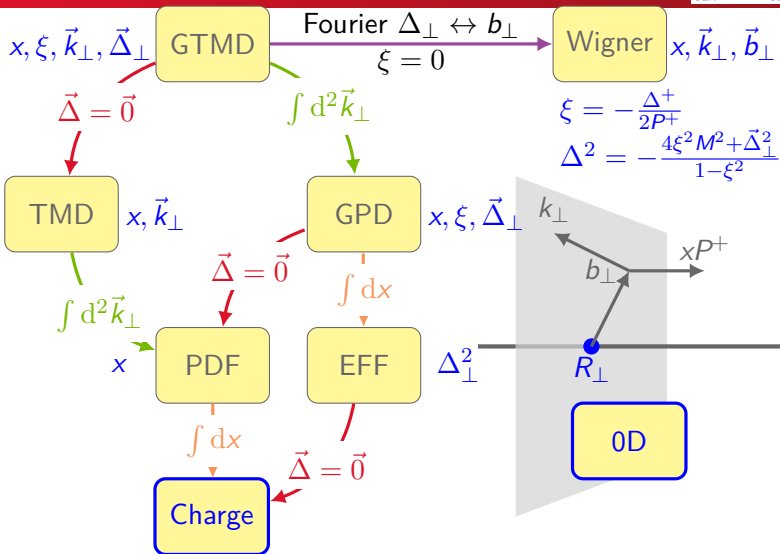 Fourier Δ⊥ ↔ b⊥
x, ξ, k⃗⊥, Δ⃗⊥ GTMD Wigner x, k⃗⊥, b⃗⊥
ξ = 0
Δ⃗ = 0⃗ ∫ d²k⃗⊥ ξ = −Δ⁺/2P⁺
Δ² = −(4ξ²M²+Δ⃗⊥²)/(1−ξ²)
TMD x, k⃗⊥ GPD x, ξ, Δ⃗⊥ k⊥
xP⁺
Δ⃗ = 0⃗ ∫ dx b⊥
∫ d²k⃗⊥
x PDF EFF Δ⊥² R⊥
∫ dx 0D
Δ⃗ = 0⃗
Charge